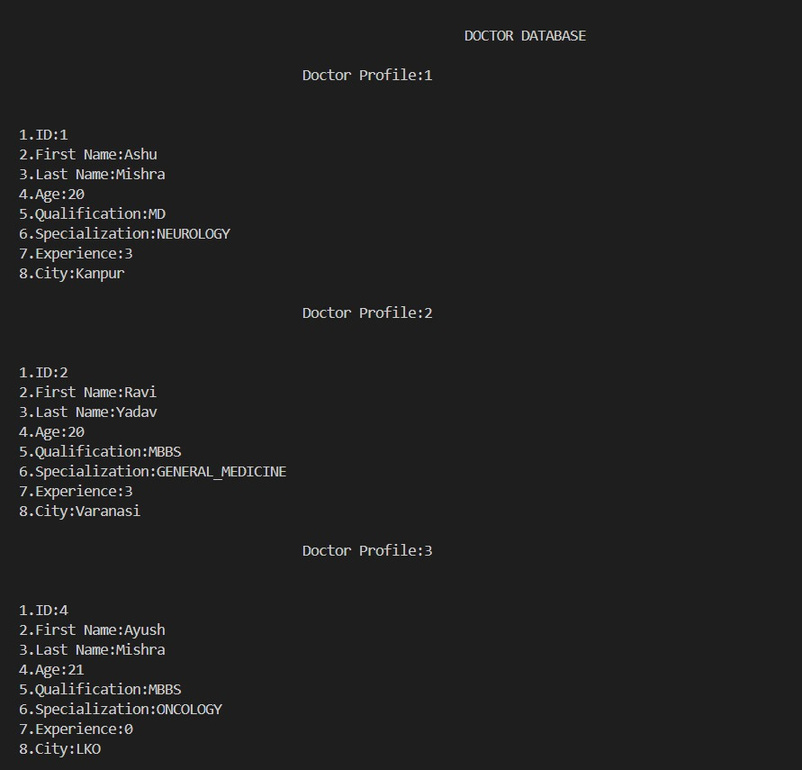 DOCTOR DATABASE
Doctor Profile:1
1.ID:1
2.First Name:Ashu
3.Last Name:Mishra
4.Age:20
5.Qualification:MD
6.Specialization:NEUROLOGY
7.Experience:3
8.City:Kanpur
Doctor Profile:2
1.ID:2
2.First Name:Ravi
3.Last Name:Yadav
4.Age:20
5.Qualification:MBBS
6.Specialization:GENERAL_MEDICINE
7.Experience:3
8.City:Varanasi
Doctor Profile:3
1.ID:4
2.First Name:Ayush
3.Last Name:Mishra
4.Age:21
5.Qualification:MBBS
6.Specialization:ONCOLOGY
7.Experience:0
8.City:LKO